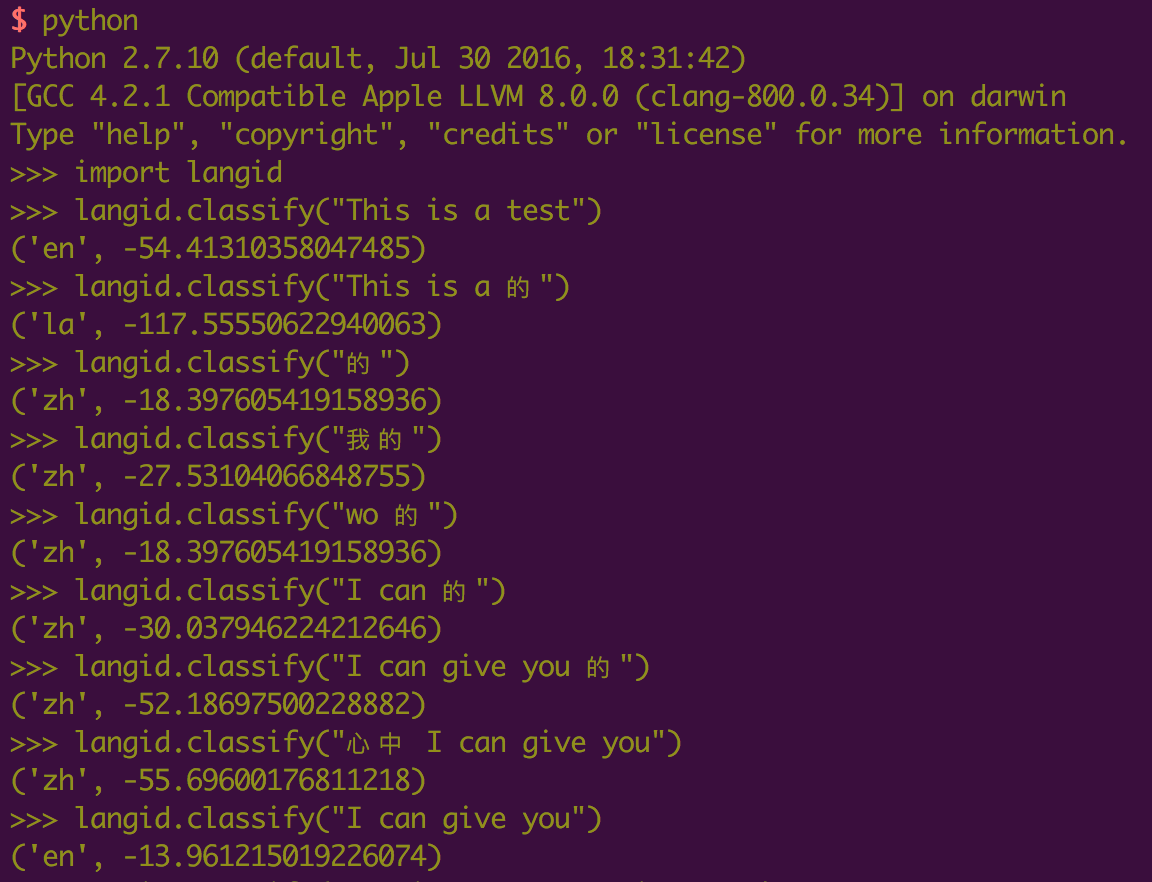 $ python
Python 2.7.10 (default, Jul 30 2016, 18:31:42)
[GCC 4.2.1 Compatible Apple LLVM 8.0.0 (clang-800.0.34)] on darwin
Type "help", "copyright", "credits" or "license" for more information.
>>> import langid
>>> langid.classify("This is a test")
('en', -54.41310358047485)
>>> langid.classify("This is a 的")
('la', -117.55550622940063)
>>> langid.classify("的")
('zh', -18.397605419158936)
>>> langid.classify("我的")
('zh', -27.53104066848755)
>>> langid.classify("wo 的")
('zh', -18.397605419158936)
>>> langid.classify("I can 的")
('zh', -30.037946224212646)
>>> langid.classify("I can give you 的")
('zh', -52.18697500228882)
>>> langid.classify("心中 I can give you")
('zh', -55.69600176811218)
>>> langid.classify("I can give you")
('en', -13.961215019226074)